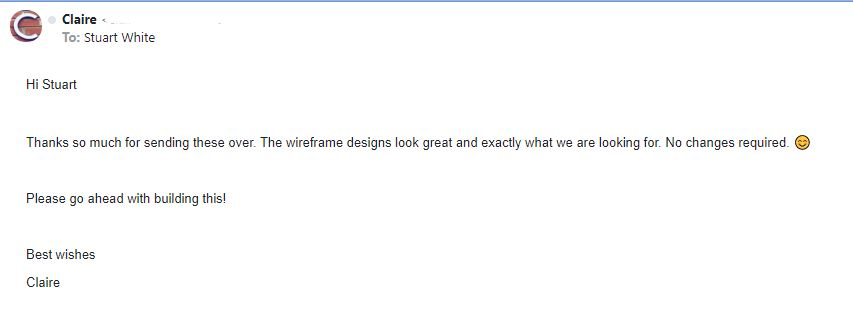 Claire
To: Stuart White
Hi Stuart
Thanks so much for sending these over. The wireframe designs look great and exactly what we are looking for. No changes required. 😊
Please go ahead with building this!
Best wishes
Claire